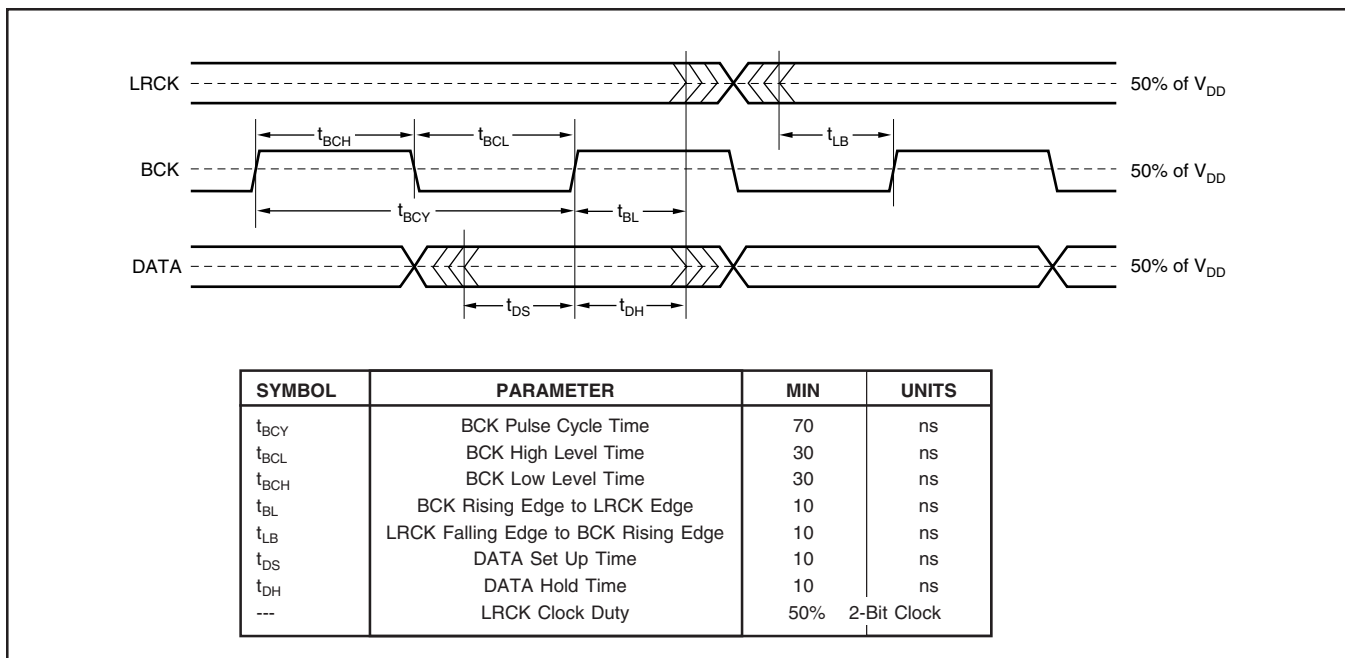 LRCK
50% of VDD
tBCH
tBCL
tLB
BCK
50% of VDD
tBCY
tBL
DATA
50% of VDD
tDS
tDH
SYMBOL PARAMETER MIN UNITS
tBCY BCK Pulse Cycle Time 70 ns
tBCL BCK High Level Time 30 ns
tBCH BCK Low Level Time 30 ns
tBL BCK Rising Edge to LRCK Edge 10 ns
tLB LRCK Falling Edge to BCK Rising Edge 10 ns
tDS DATA Set Up Time 10 ns
tDH DATA Hold Time 10 ns
--- LRCK Clock Duty 50% 2-Bit Clock